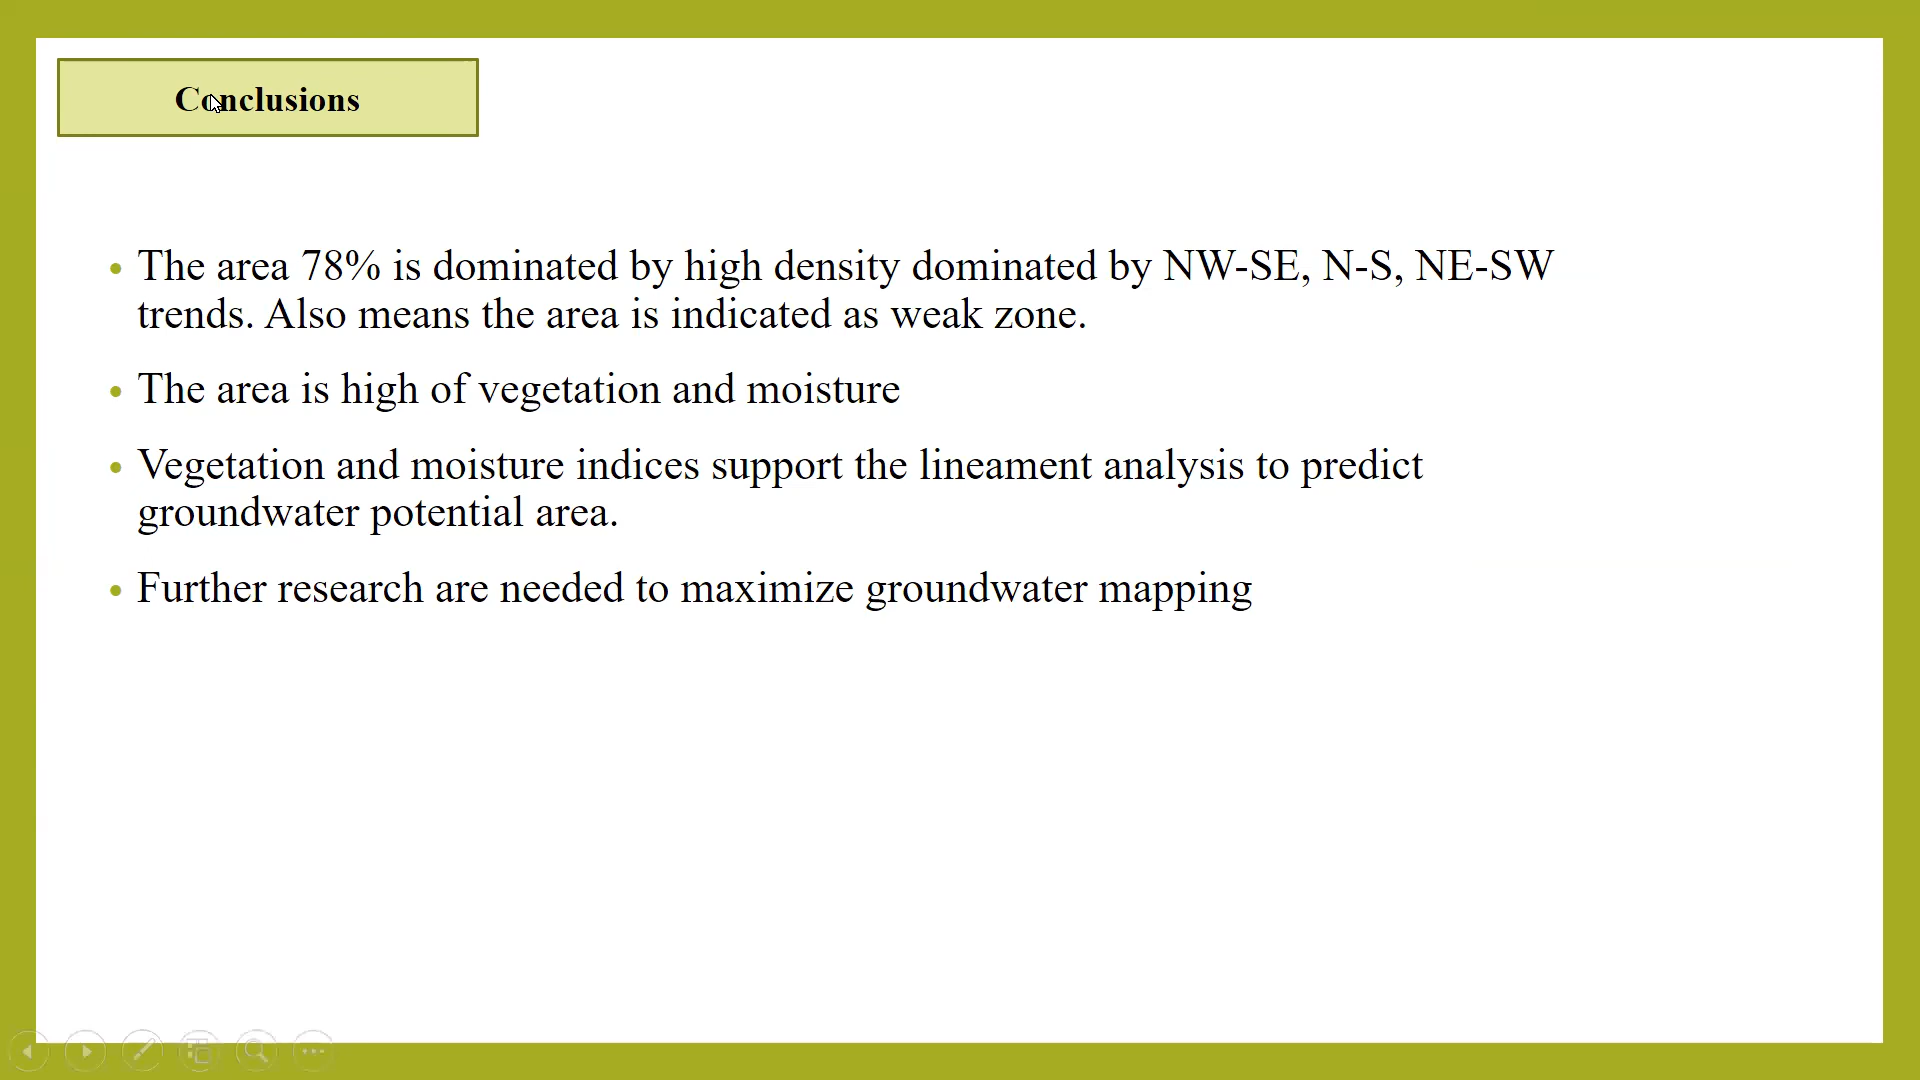 Conclusions
• The area 78% is dominated by high density dominated by NW-SE, N-S, NE-SW
trends. Also means the area is indicated as weak zone.
• The area is high of vegetation and moisture
• Vegetation and moisture indices support the lineament analysis to predict
groundwater potential area.
• Further research are needed to maximize groundwater mapping